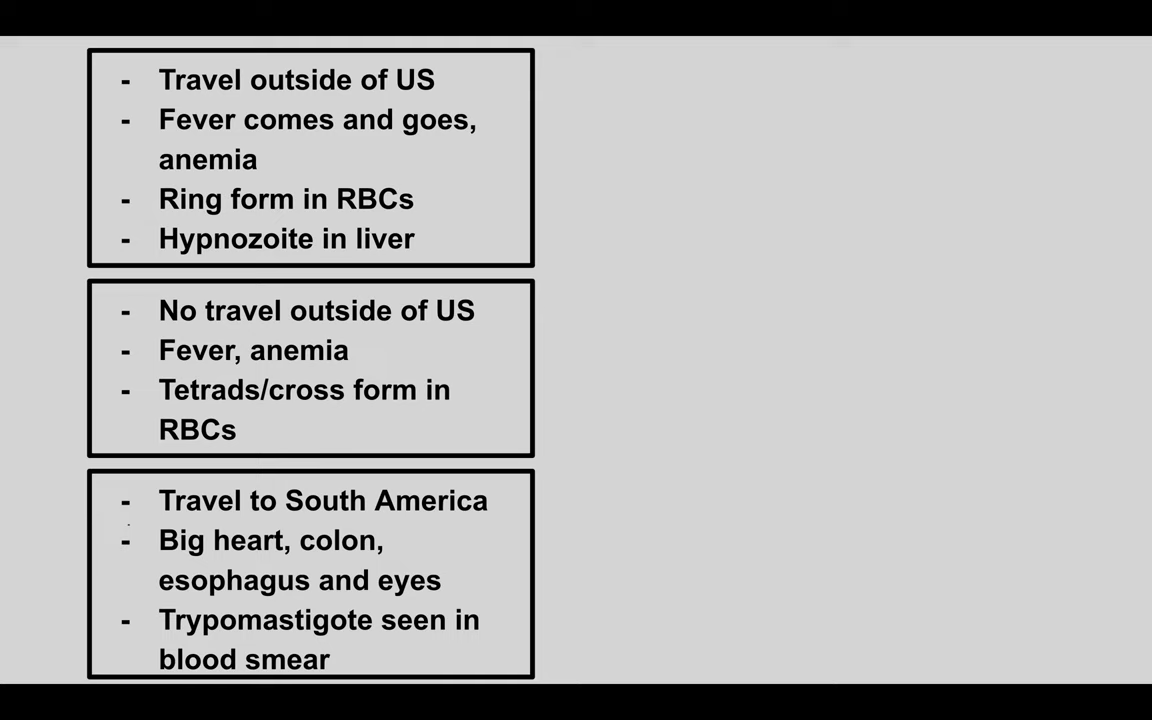 - Travel outside of US
- Fever comes and goes,
anemia
- Ring form in RBCs
- Hypnozoite in liver
- No travel outside of US
- Fever, anemia
- Tetrads/cross form in
RBCs
- Travel to South America
- Big heart, colon,
esophagus and eyes
- Trypomastigote seen in
blood smear